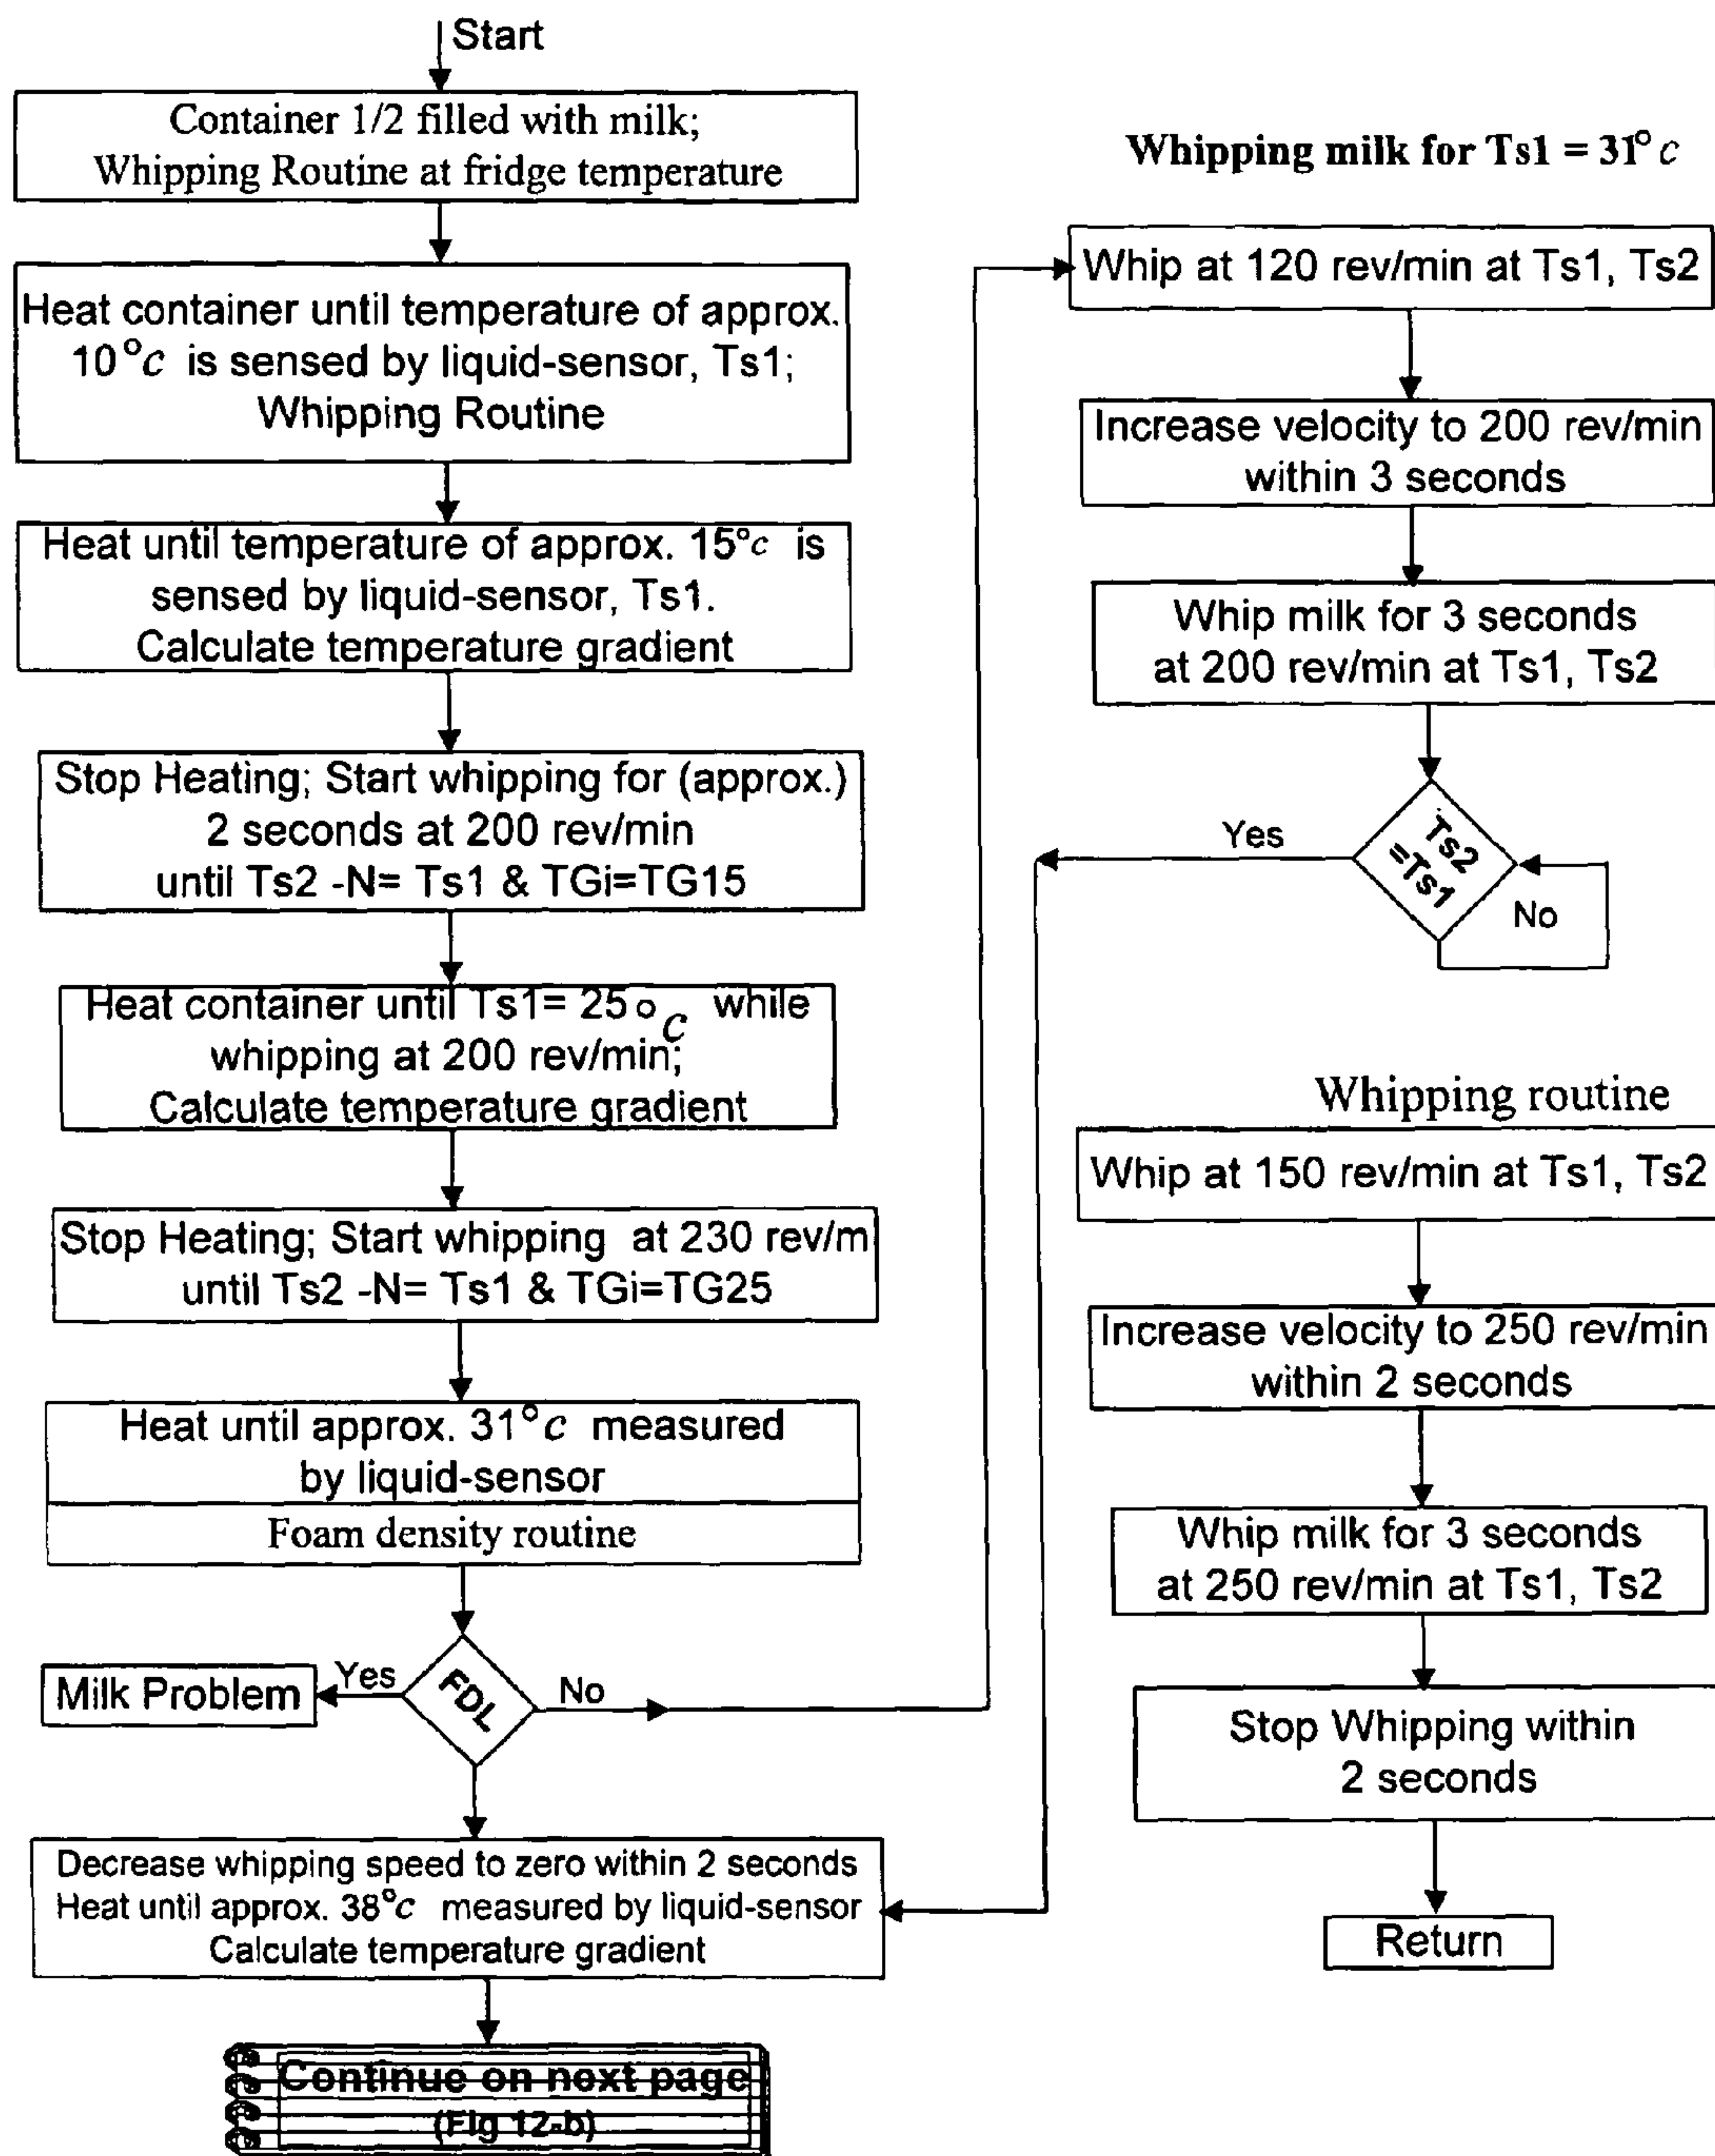 Start
Container 1/2 filled with milk;
Whipping Routine at fridge temperature
Heat container until temperature of approx.
10°c is sensed by liquid-sensor, Ts1;
Whipping Routine
Heat until temperature of approx. 15°c is
sensed by liquid-sensor, Ts1.
Calculate temperature gradient
Stop Heating; Start whipping for (approx.)
2 seconds at 200 rev/min
until Ts2 -N= Ts1 & TGi=TG15
Heat container until Ts1= 25°c while
whipping at 200 rev/min;
Calculate temperature gradient
Stop Heating; Start whipping at 230 rev/m
until Ts2 -N= Ts1 & TGi=TG25
Heat until approx. 31°c measured
by liquid-sensor
Foam density routine
FDL
Yes
Milk Problem
No
Decrease whipping speed to zero within 2 seconds
Heat until approx. 38°c measured by liquid-sensor
Calculate temperature gradient
Continue on next page
(Fig 12-b)
Whipping milk for Ts1 = 31°c
Whip at 120 rev/min at Ts1, Ts2
Increase velocity to 200 rev/min
within 3 seconds
Whip milk for 3 seconds
at 200 rev/min at Ts1, Ts2
Ts2
=Ts1
Yes
No
Whipping routine
Whip at 150 rev/min at Ts1, Ts2
Increase velocity to 250 rev/min
within 2 seconds
Whip milk for 3 seconds
at 250 rev/min at Ts1, Ts2
Stop Whipping within
2 seconds
Return